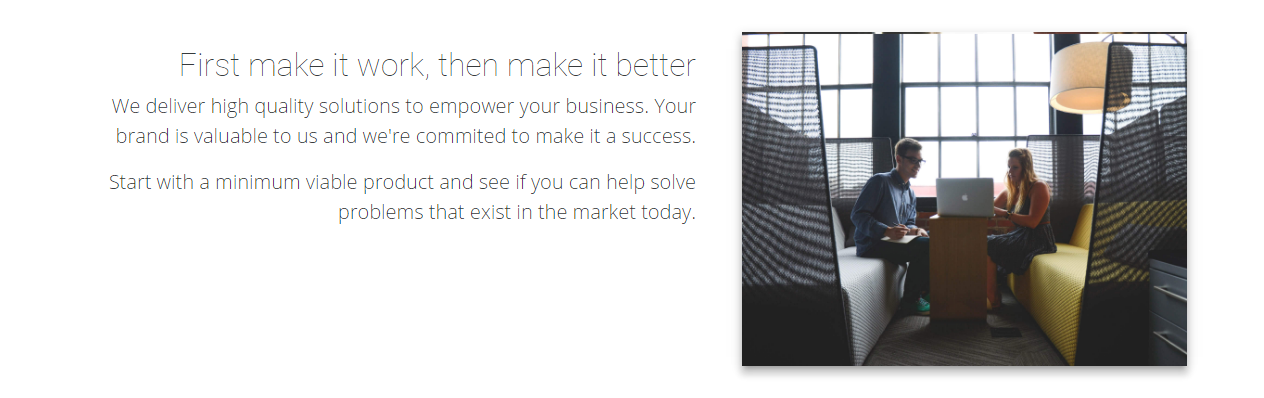 First make it work, then make it better
We deliver high quality solutions to empower your business. Your
brand is valuable to us and we're commited to make it a success.
Start with a minimum viable product and see if you can help solve
problems that exist in the market today.